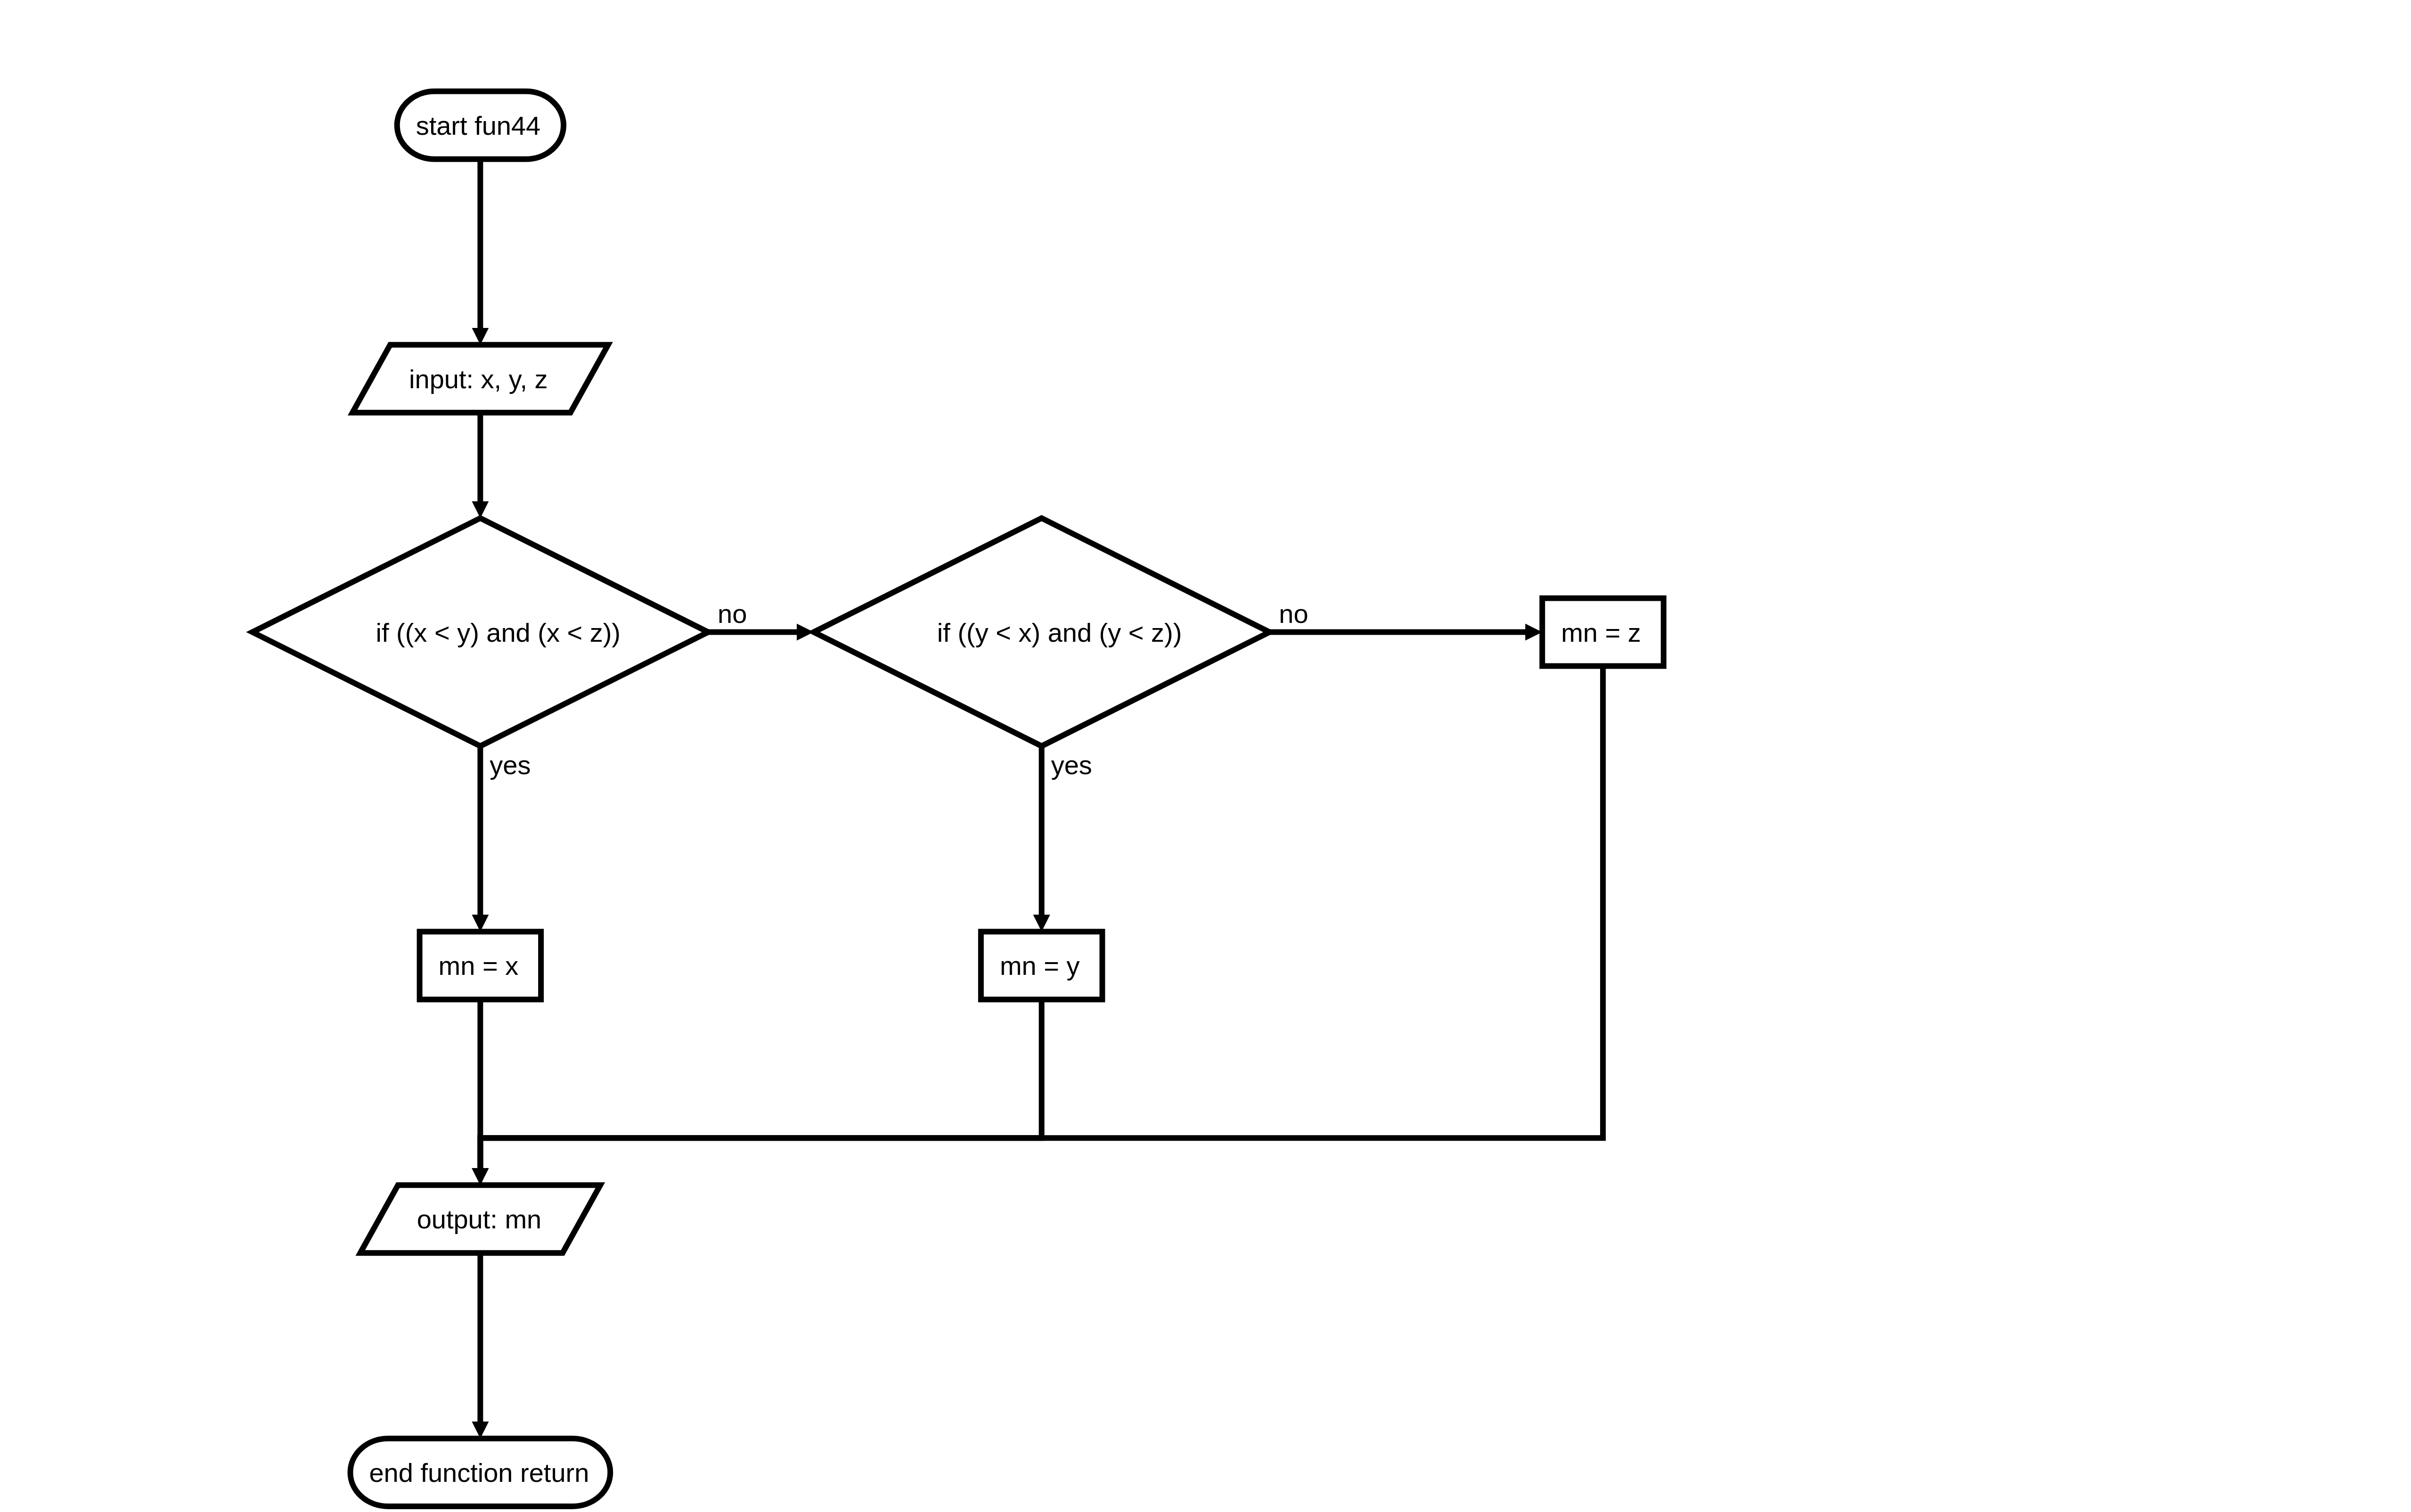 start fun44
input: x, y, z
if ((x < y) and (x < z))
no
if ((y < x) and (y < z))
no
mn = z
yes
yes
mn = x
mn = y
output: mn
end function return